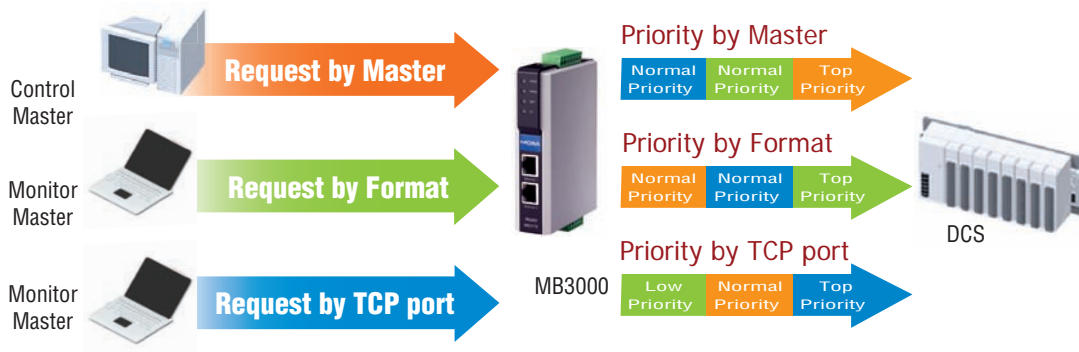 Control
Master
Request by Master
Priority by Master
Normal
Priority
Normal
Priority
Top
Priority
Monitor
Master
Request by Format
MOXA
Priority by Format
Normal
Priority
Normal
Priority
Top
Priority
DCS
Monitor
Master
Request by TCP port
MB3000
Priority by TCP port
Low
Priority
Normal
Priority
Top
Priority